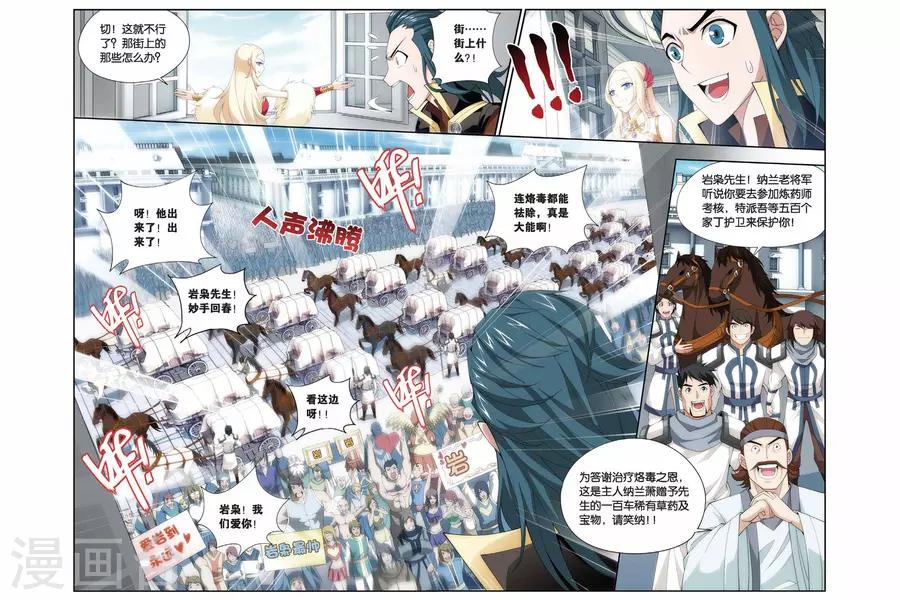 切！这就不行
了？那街上的
那些怎么办？
街……
街上什
么？！
!!!
哗！
呀！他出
来了！出
来了！
人声沸腾
连烙毒都能
祛除，真是
大能啊！
岩枭先生！纳兰老将军
听说你要去参加炼药师
考核，特派吾等五百个
家丁护卫来保护你！
哗！
岩枭先生！
妙手回春！
看这边
呀！！
哗！
哗！
岩
岩枭！我
们爱你！
爱岩到
永远
岩枭最帅
为答谢治疗烙毒之恩，
这是主人纳兰萧赠予先
生的一百车稀有草药及
宝物，请笑纳！！
漫画